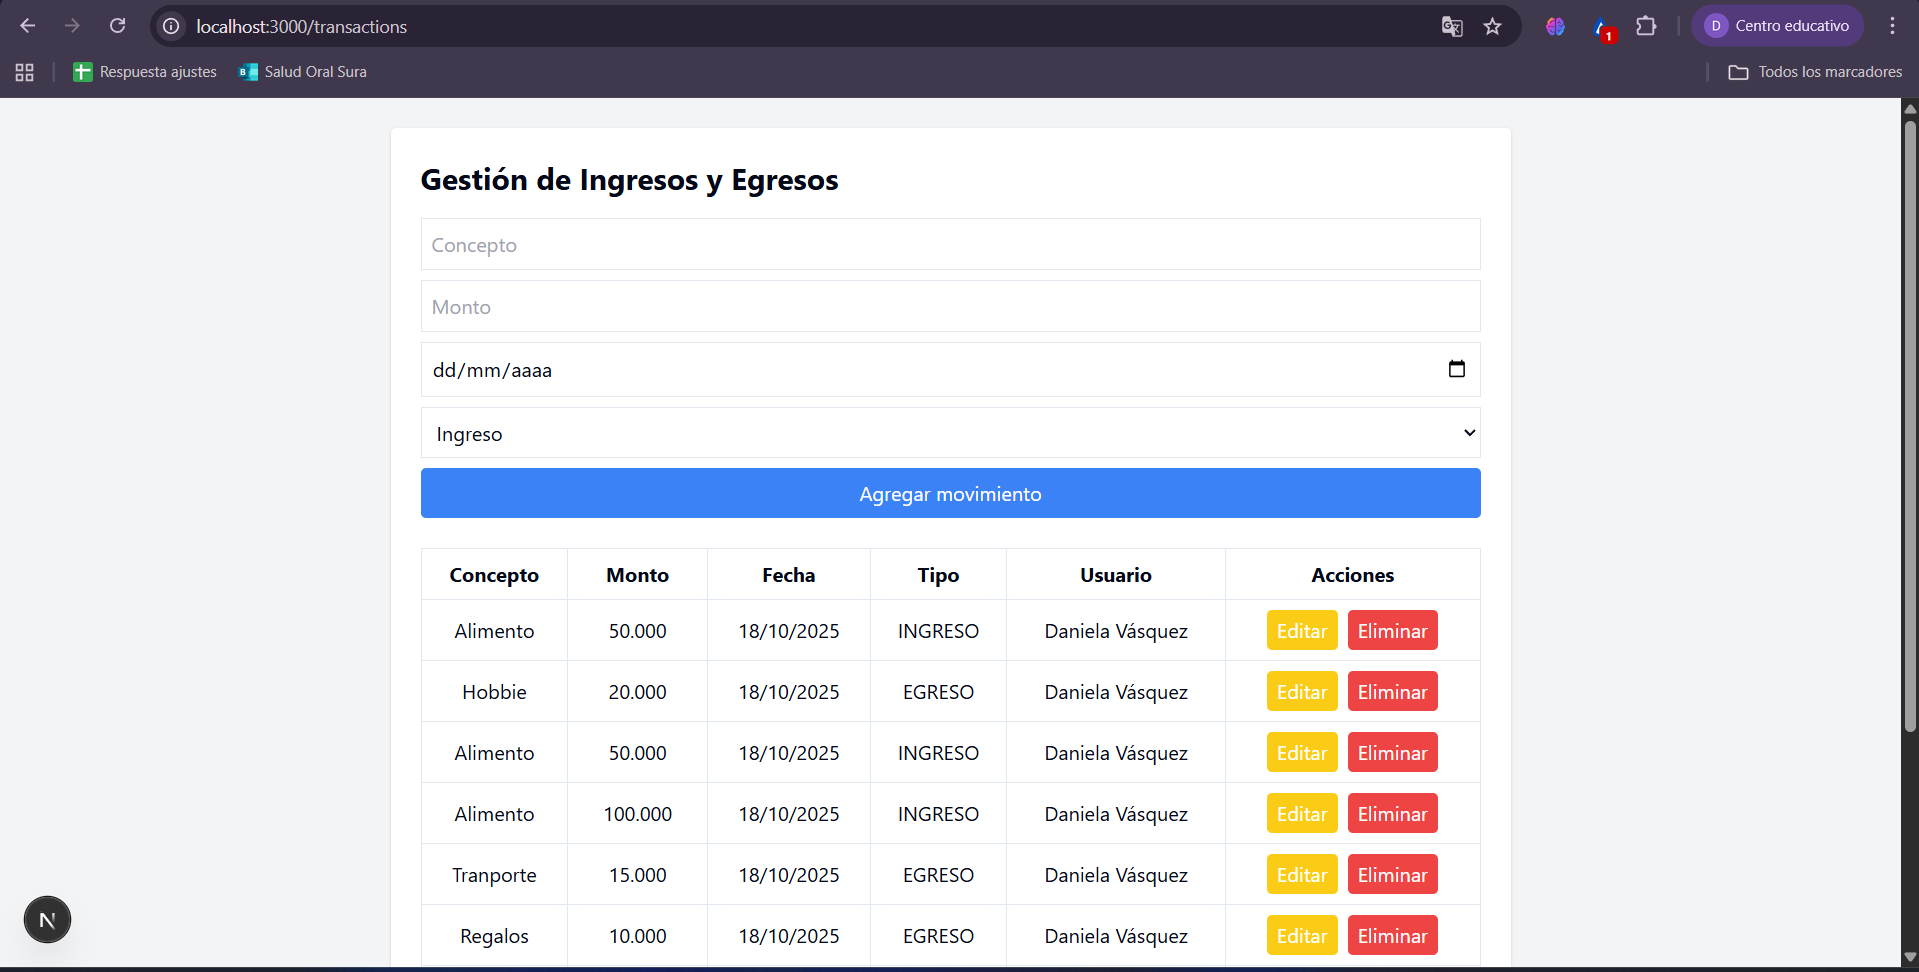 localhost:3000/transactions
1
D
Centro educativo
Respuesta ajustes
B
Salud Oral Sura
Todos los marcadores
Gestión de Ingresos y Egresos
Concepto
Monto
dd/mm/aaaa
Ingreso
Agregar movimiento
Concepto Monto Fecha Tipo Usuario Acciones
Alimento 50.000 18/10/2025 INGRESO Daniela Vásquez Editar Eliminar
Hobbie 20.000 18/10/2025 EGRESO Daniela Vásquez Editar Eliminar
Alimento 50.000 18/10/2025 INGRESO Daniela Vásquez Editar Eliminar
Alimento 100.000 18/10/2025 INGRESO Daniela Vásquez Editar Eliminar
Tranporte 15.000 18/10/2025 EGRESO Daniela Vásquez Editar Eliminar
Regalos 10.000 18/10/2025 EGRESO Daniela Vásquez Editar Eliminar
N